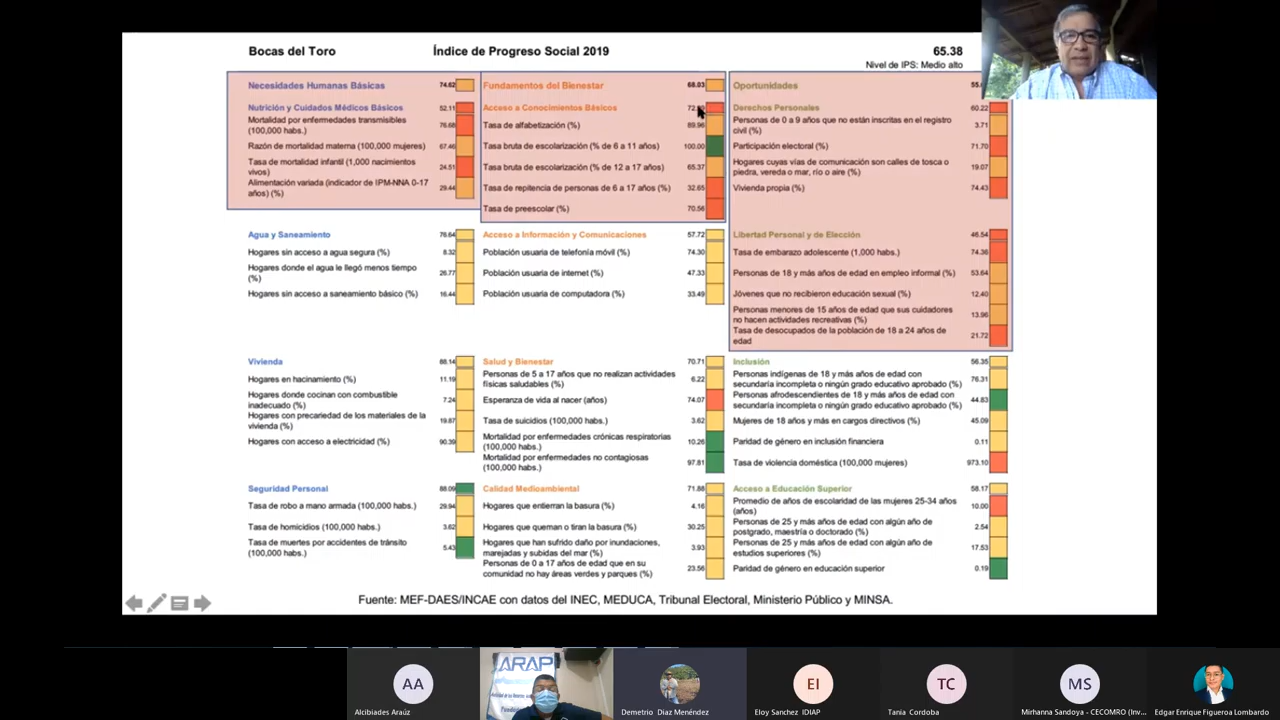 Bocas del Toro
Índice de Progreso Social 2019
65.38
Nivel de IPS: Medio alto
Necesidades Humanas Básicas 74.62
Nutrición y Cuidados Médicos Básicos 52.11
Mortalidad por enfermedades transmisibles
(100,000 habs.) 76.68
Razón de mortalidad materna (100,000 mujeres) 67.46
Tasa de mortalidad infantil (1,000 nacimientos
vivos) 24.51
Alimentación variada (indicador de IPM-NNA 0-17
años) (%) 29.44
Agua y Saneamiento 76.64
Hogares sin acceso a agua segura (%) 8.32
Hogares donde el agua le llegó menos tiempo
(%) 26.77
Hogares sin acceso a saneamiento básico (%) 16.44
Vivienda 88.14
Hogares en hacinamiento (%) 11.19
Hogares donde cocinan con combustible
inadecuado (%) 7.24
Hogares con precariedad de los materiales de la
vivienda (%) 19.87
Hogares con acceso a electricidad (%) 90.39
Seguridad Personal 88.09
Tasa de robo a mano armada (100,000 habs.) 29.94
Tasa de homicidios (100,000 habs.) 3.62
Tasa de muertes por accidentes de tránsito
(100,000 habs.) 5.43
Fundamentos del Bienestar 68.03
Acceso a Conocimientos Básicos
Tasa de alfabetización (%) 89.96
Tasa bruta de escolarización (% de 6 a 11 años) 100.00
Tasa bruta de escolarización (% de 12 a 17 años) 65.37
Tasa de repitencia de personas de 6 a 17 años (%) 32.65
Tasa de preescolar (%) 70.56
Acceso a Información y Comunicaciones 57.72
Población usuaria de telefonía móvil (%) 74.30
Población usuaria de internet (%) 47.33
Población usuaria de computadora (%) 33.49
Salud y Bienestar 70.71
Personas de 5 a 17 años que no realizan actividades
físicas saludables (%) 6.22
Esperanza de vida al nacer (años) 74.07
Tasa de suicidios (100,000 habs.) 3.62
Mortalidad por enfermedades crónicas respiratorias
(100,000 habs.) 10.26
Mortalidad por enfermedades no contagiosas
(100,000 habs.) 97.81
Calidad Medioambiental 71.88
Hogares que entierran la basura (%) 4.16
Hogares que queman o tiran la basura (%) 30.25
Hogares que han sufrido daño por inundaciones,
marejadas y subidas del mar (%) 3.93
Personas de 0 a 17 años de edad que en su
comunidad no hay áreas verdes y parques (%) 23.56
Oportunidades
Derechos Personales 60.22
Personas de 0 a 9 años que no están inscritas en el registro
civil (%) 3.71
Participación electoral (%) 71.70
Hogares cuyas vías de comunicación son calles de tosca o
piedra, vereda o mar, río o aire (%) 19.07
Vivienda propia (%) 74.43
Libertad Personal y de Elección 46.54
Tasa de embarazo adolescente (1,000 habs.) 74.36
Personas de 18 y más años de edad en empleo informal (%) 53.64
Jóvenes que no recibieron educación sexual (%) 12.40
Personas menores de 15 años de edad que sus cuidadores
no hacen actividades recreativas (%) 13.96
Tasa de desocupados de la población de 18 a 24 años de
edad 21.72
Inclusión 56.35
Personas indígenas de 18 y más años de edad con
secundaría incompleta o ningún grado educativo aprobado (%) 76.31
Personas afrodescendientes de 18 y más años de edad con
secundaría incompleta o ningún grado educativo aprobado (%) 44.83
Mujeres de 18 años y más en cargos directivos (%) 45.09
Paridad de género en inclusión financiera 0.11
Tasa de violencia doméstica (100,000 mujeres) 973.10
Acceso a Educación Superior 58.17
Promedio de años de escolaridad de las mujeres 25-34 años
(años) 10.00
Personas de 25 y más años de edad con algún año de
postgrado, maestría o doctorado (%) 2.54
Personas de 25 y más años de edad con algún año de
estudios superiores (%) 17.53
Paridad de género en educación superior 0.19
Fuente: MEF-DAES/INCAE con datos del INEC, MEDUCA, Tribunal Electoral, Ministerio Público y MINSA.
AA
ARAP
EI
TC
MS
Alcibiades Araúz
Demetrio Diaz Menéndez
Eloy Sanchez IDIAP
Tania Cordoba
Mirhanna Sandoya - CECOMRO (Inv...
Edgar Enrique Figueroa Lombardo